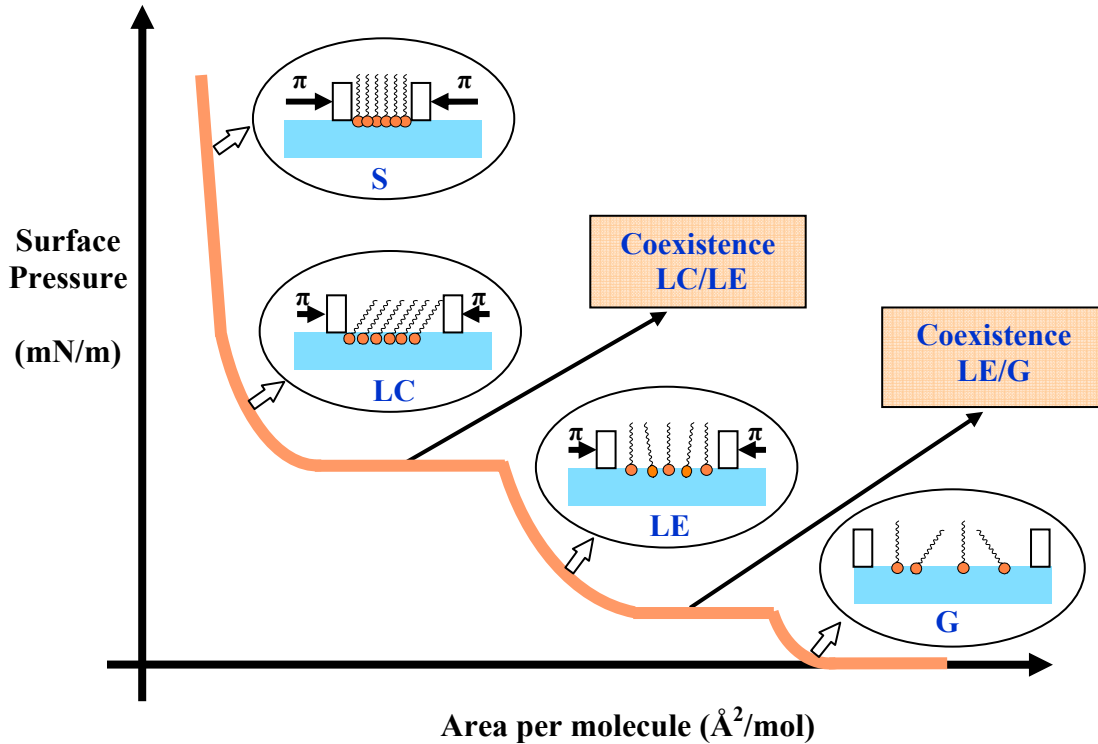 π π
S
Surface
Pressure
(mN/m)
Coexistence
LC/LE
π π
LC
Coexistence
LE/G
π π
LE
G
Area per molecule (Å²/mol)